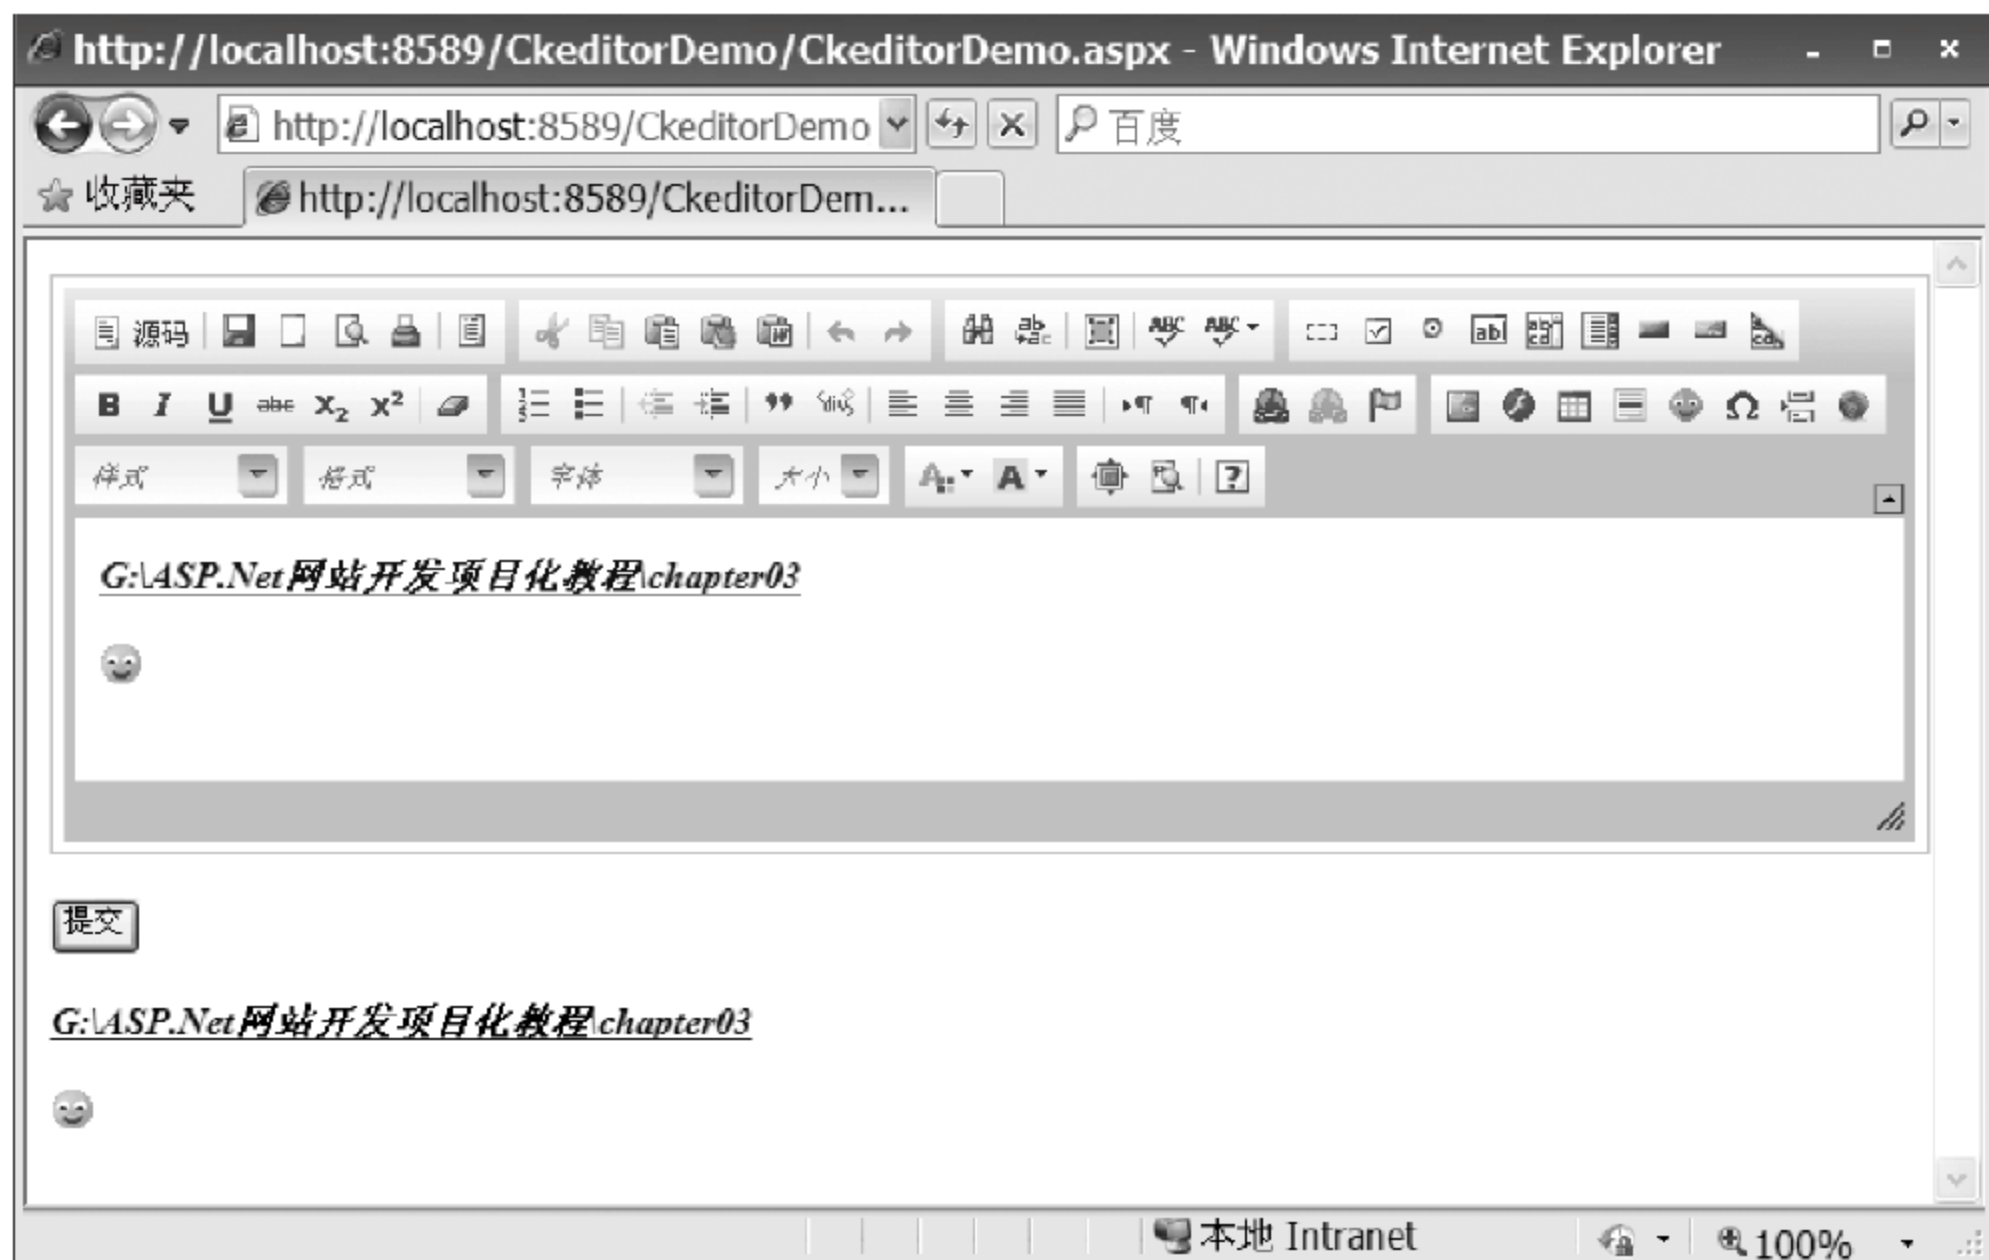 http://localhost:8589/CkeditorDemo/CkeditorDemo.aspx - Windows Internet Explorer
http://localhost:8589/CkeditorDemo 百度
收藏夹 http://localhost:8589/CkeditorDem...
源码
B I U abc X₂ X²
样式 格式 字体 大小 A A
G:\ASP.Net网站开发项目化教程\chapter03
提交
G:\ASP.Net网站开发项目化教程\chapter03
本地 Intranet 100%